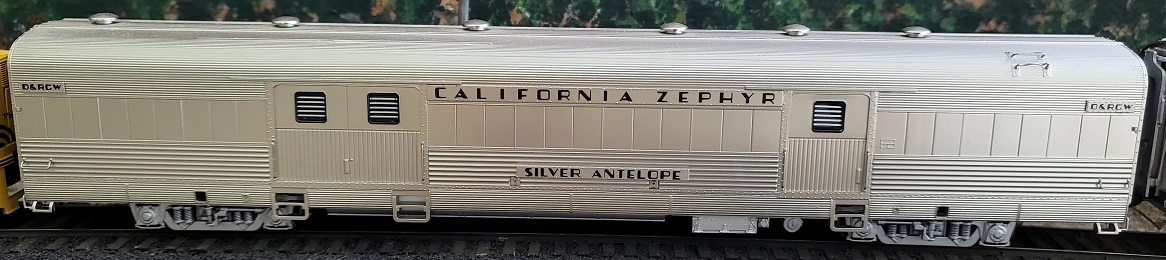 D&RGW
CALIFORNIA ZEPHYR
D&RGW
SILVER ANTELOPE